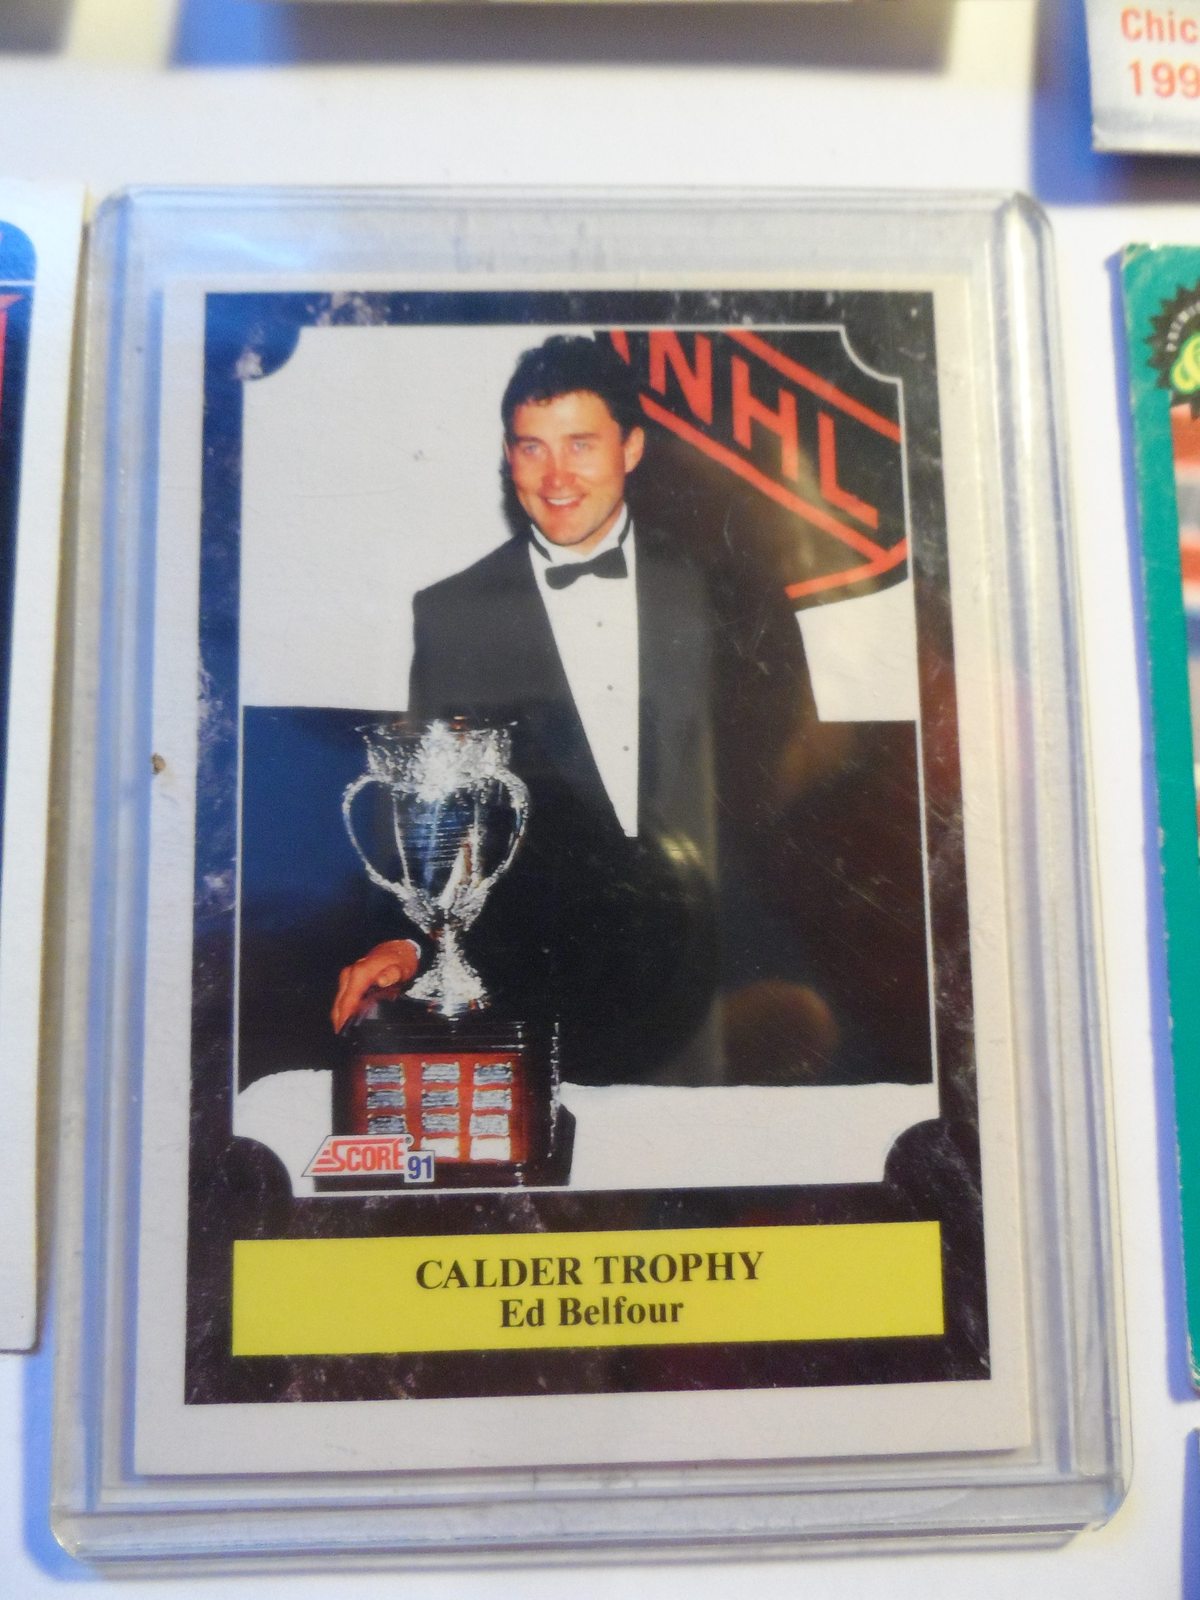 Chic
199
NHL
SCORE 91
CALDER TROPHY
Ed Belfour